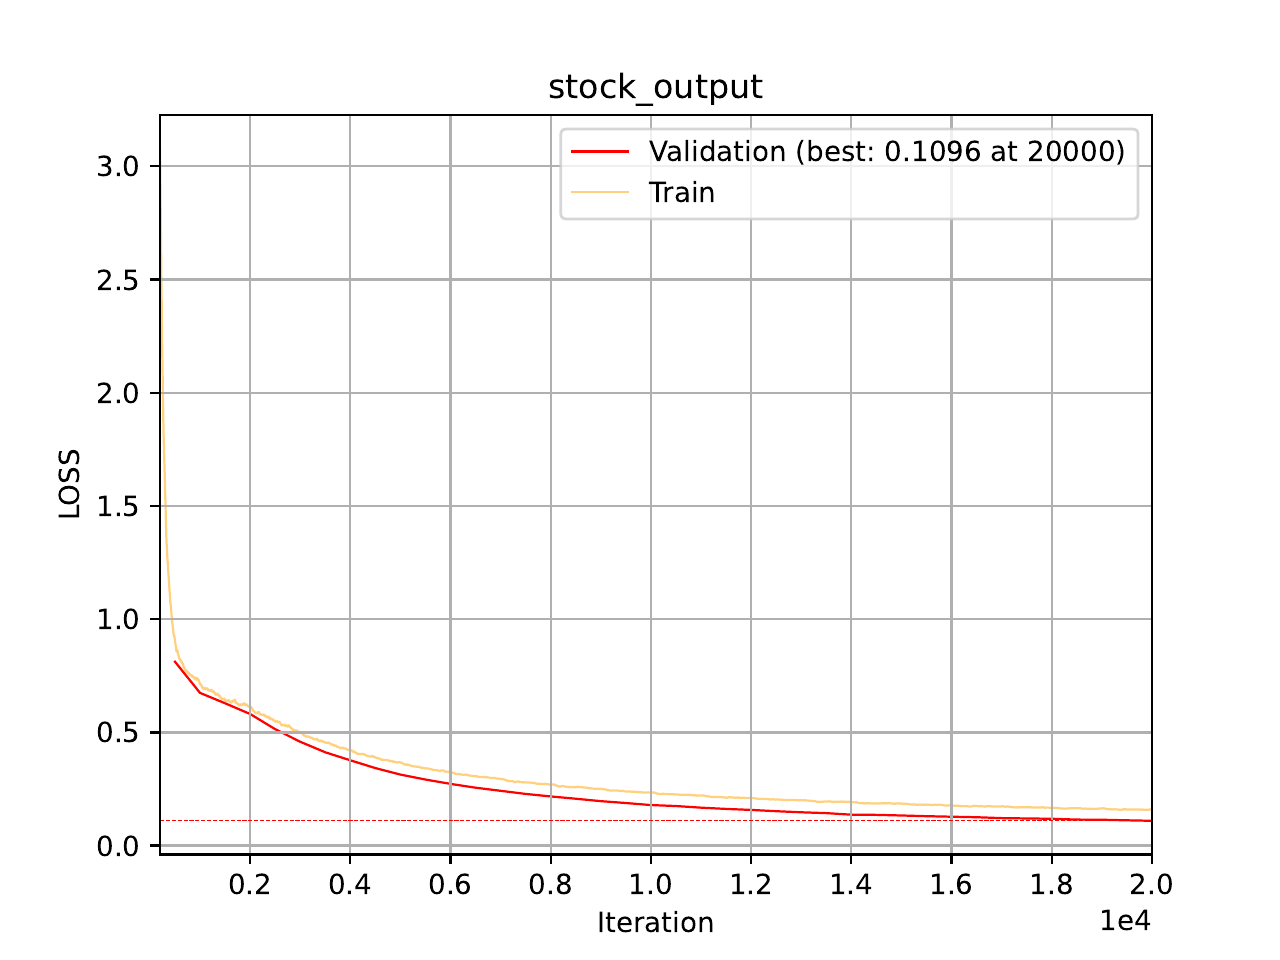 stock_output
Validation (best: 0.1096 at 20000)
Train
3.0
2.5
2.0
1.5
1.0
0.5
0.0
LOSS
0.2 0.4 0.6 0.8 1.0 1.2 1.4 1.6 1.8 2.0
1e4
Iteration